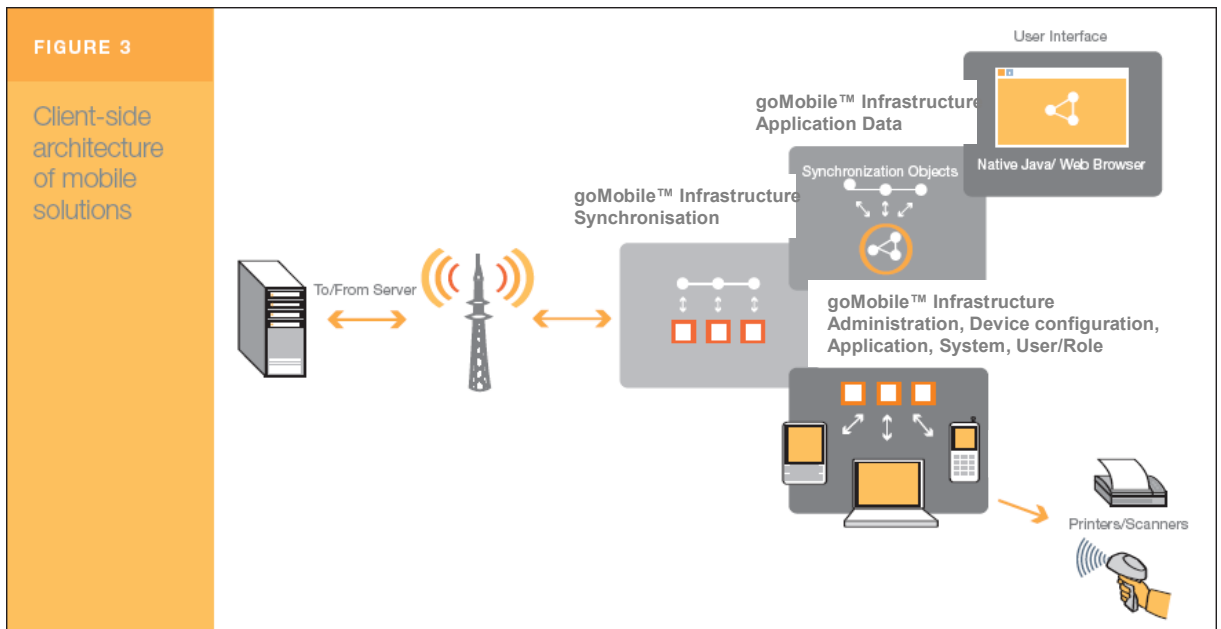 FIGURE 3
Client-side
architecture
of mobile
solutions
User Interface
Native Java/ Web Browser
goMobile™ Infrastructure
Application Data
Synchronization Objects
goMobile™ Infrastructure
Synchronisation
To/From Server
goMobile™ Infrastructure
Administration, Device configuration,
Application, System, User/Role
Printers/Scanners